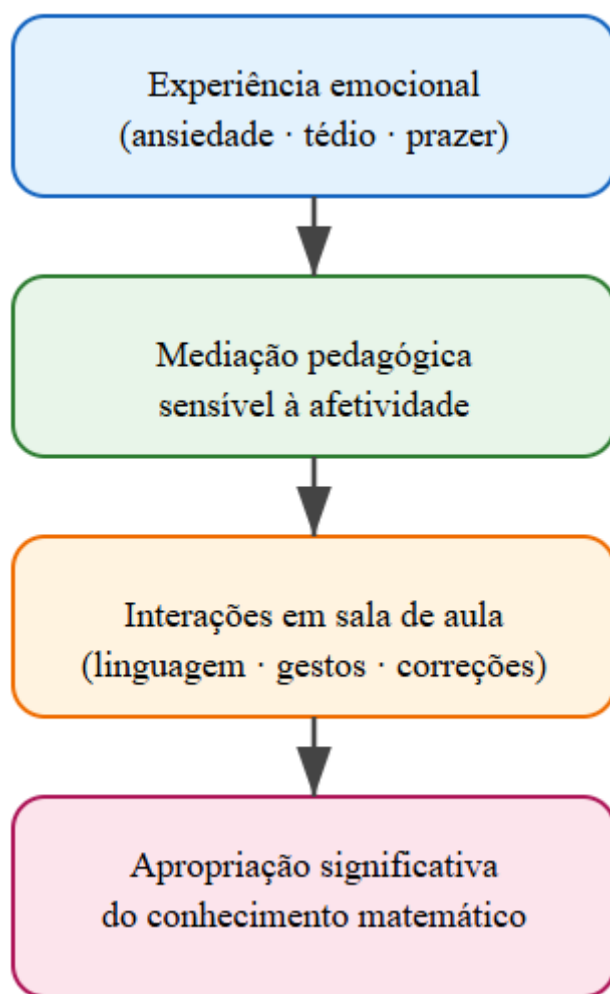 Experiência emocional
(ansiedade · tédio · prazer)
Mediação pedagógica
sensível à afetividade
Interações em sala de aula
(linguagem · gestos · correções)
Apropriação significativa
do conhecimento matemático